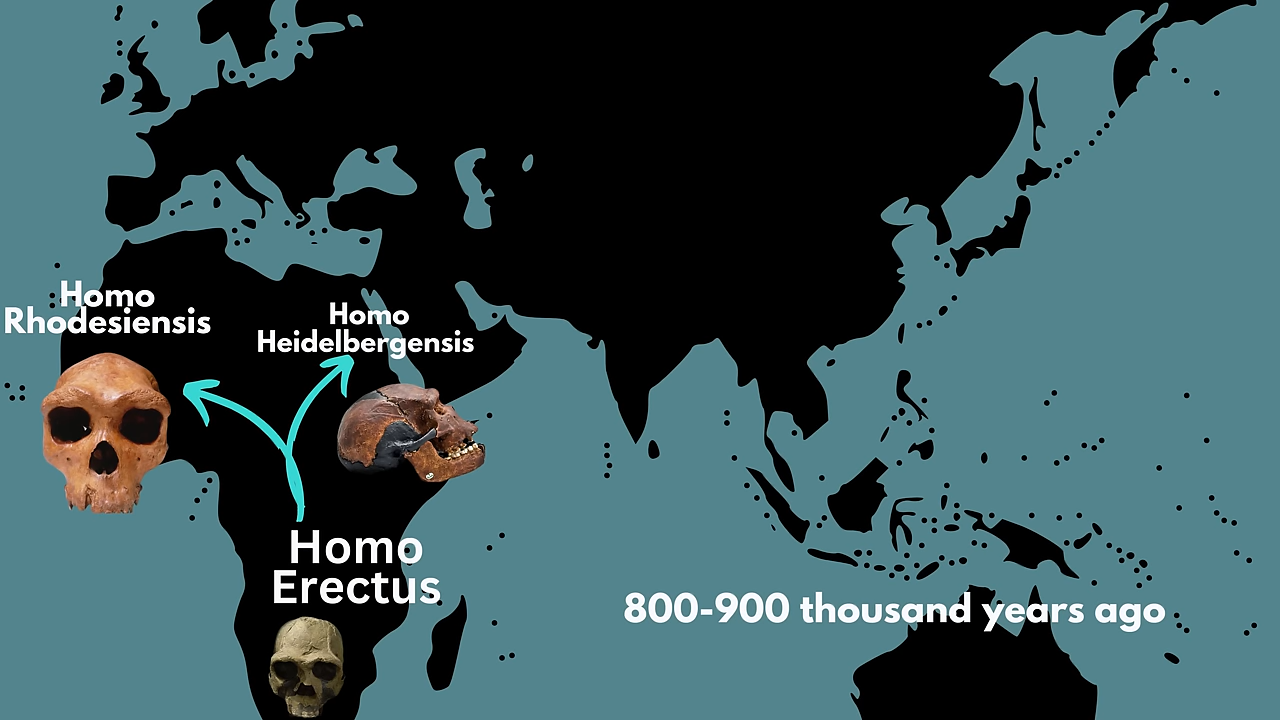 Homo
Rhodesiensis
Homo
Heidelbergensis
Homo
Erectus
800-900 thousand years ago